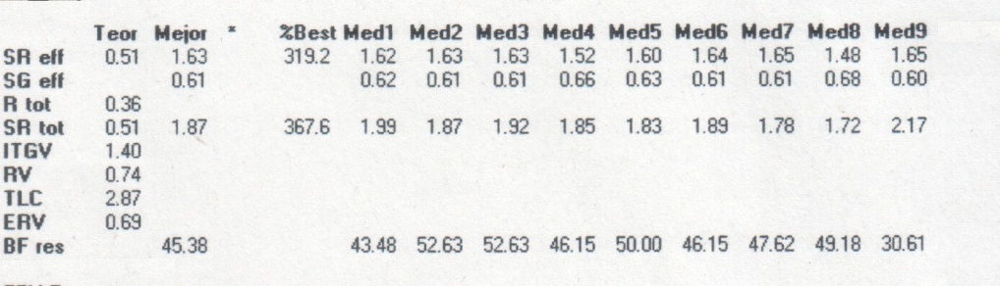 Teor Mejor * %Best Med1 Med2 Med3 Med4 Med5 Med6 Med7 Med8 Med9
SR eff 0.51 1.63 319.2 1.62 1.63 1.63 1.52 1.60 1.64 1.65 1.48 1.65
SG eff 0.61 0.62 0.61 0.61 0.66 0.63 0.61 0.61 0.68 0.60
R tot 0.36
SR tot 0.51 1.87 367.6 1.99 1.87 1.92 1.85 1.83 1.89 1.78 1.72 2.17
ITGV 1.40
RV 0.74
TLC 2.87
ERV 0.69
BF res 45.38 43.48 52.63 52.63 46.15 50.00 46.15 47.62 49.18 30.61